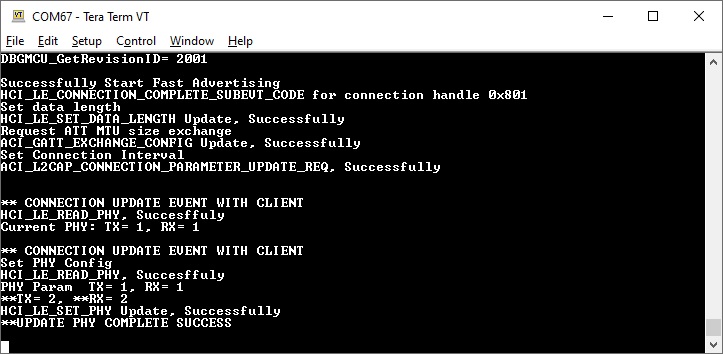 COM67 - Tera Term VT
File Edit Setup Control Window Help
DBGMCU_GetRevisionID= 2001
Successfully Start Fast Advertising
HCI_LE_CONNECTION_COMPLETE_SUBEVT_CODE for connection handle 0x801
Set data length
HCI_LE_SET_DATA_LENGTH Update, Successfully
Request ATT MTU size exchange
ACI_GATT_EXCHANGE_CONFIG Update, Successfully
Set Connection Interval
ACI_L2CAP_CONNECTION_PARAMETER_UPDATE_REQ, Successfully
** CONNECTION UPDATE EVENT WITH CLIENT
HCI_LE_READ_PHY, Succesffuly
Current PHY: TX= 1, RX= 1
** CONNECTION UPDATE EVENT WITH CLIENT
Set PHY Config
HCI_LE_READ_PHY, Succesffuly
PHY Param  TX= 1, RX= 1
**TX= 2, **RX= 2
HCI_LE_SET_PHY Update, Successfully
**UPDATE PHY COMPLETE SUCCESS